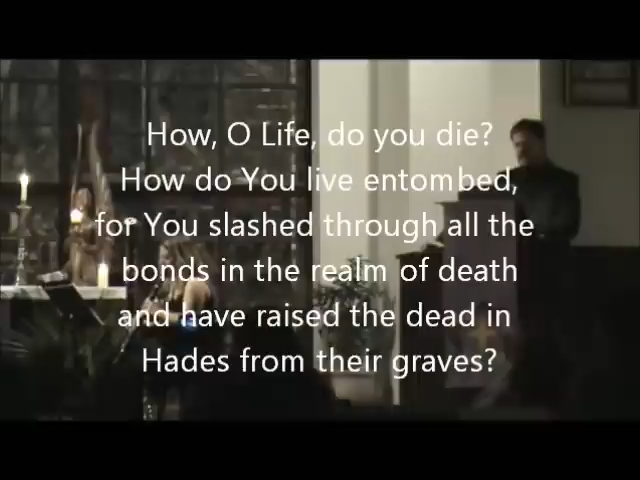 How, O Life, do you die?
How do You live entombed,
for You slashed through all the
bonds in the realm of death
and have raised the dead in
Hades from their graves?